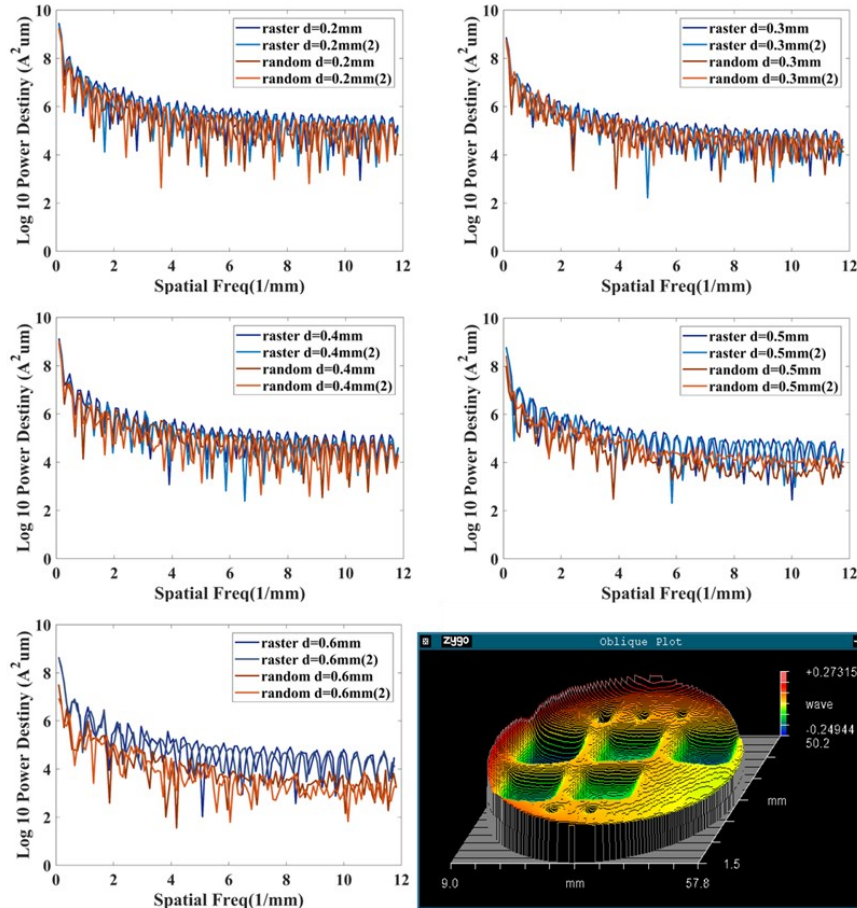 10
8
6
4
2
0
0 2 4 6 8 10 12
Log 10 Power Destiny (A²um)
Spatial Freq(1/mm)
raster d=0.2mm
raster d=0.2mm(2)
random d=0.2mm
random d=0.2mm(2)
10
8
6
4
2
0
0 2 4 6 8 10 12
Log 10 Power Destiny (A²um)
Spatial Freq(1/mm)
raster d=0.3mm
raster d=0.3mm(2)
random d=0.3mm
random d=0.3mm(2)
10
8
6
4
2
0
0 2 4 6 8 10 12
Log 10 Power Destiny (A²um)
Spatial Freq(1/mm)
raster d=0.4mm
raster d=0.4mm(2)
random d=0.4mm
random d=0.4mm(2)
10
8
6
4
2
0
0 2 4 6 8 10 12
Log 10 Power Destiny (A²um)
Spatial Freq(1/mm)
raster d=0.5mm
raster d=0.5mm(2)
random d=0.5mm
random d=0.5mm(2)
10
8
6
4
2
0
0 2 4 6 8 10 12
Log 10 Power Destiny (A²um)
Spatial Freq(1/mm)
raster d=0.6mm
raster d=0.6mm(2)
random d=0.6mm
random d=0.6mm(2)
zygo Oblique Plot
+0.27315
wave
-0.24944
50.2
mm
1.5
9.0 mm 57.8